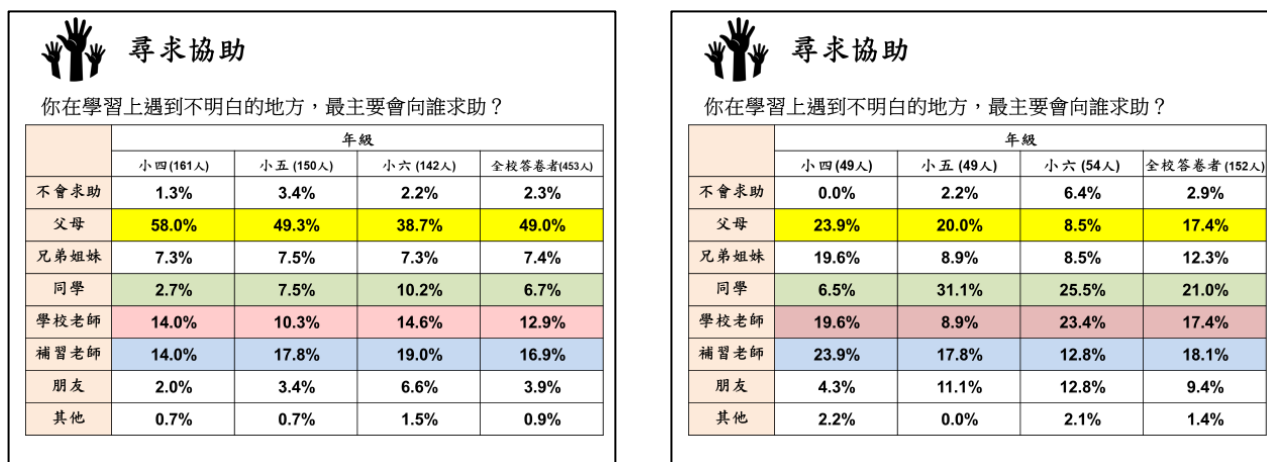 尋求協助
你在學習上遇到不明白的地方，最主要會向誰求助？
年級
小四(161人) 小五(150人) 小六(142人) 全校答卷者(453人)
不會求助 1.3% 3.4% 2.2% 2.3%
父母 58.0% 49.3% 38.7% 49.0%
兄弟姐妹 7.3% 7.5% 7.3% 7.4%
同學 2.7% 7.5% 10.2% 6.7%
學校老師 14.0% 10.3% 14.6% 12.9%
補習老師 14.0% 17.8% 19.0% 16.9%
朋友 2.0% 3.4% 6.6% 3.9%
其他 0.7% 0.7% 1.5% 0.9%
尋求協助
你在學習上遇到不明白的地方，最主要會向誰求助？
年級
小四(49人) 小五(49人) 小六(54人) 全校答卷者(152人)
不會求助 0.0% 2.2% 6.4% 2.9%
父母 23.9% 20.0% 8.5% 17.4%
兄弟姐妹 19.6% 8.9% 8.5% 12.3%
同學 6.5% 31.1% 25.5% 21.0%
學校老師 19.6% 8.9% 23.4% 17.4%
補習老師 23.9% 17.8% 12.8% 18.1%
朋友 4.3% 11.1% 12.8% 9.4%
其他 2.2% 0.0% 2.1% 1.4%